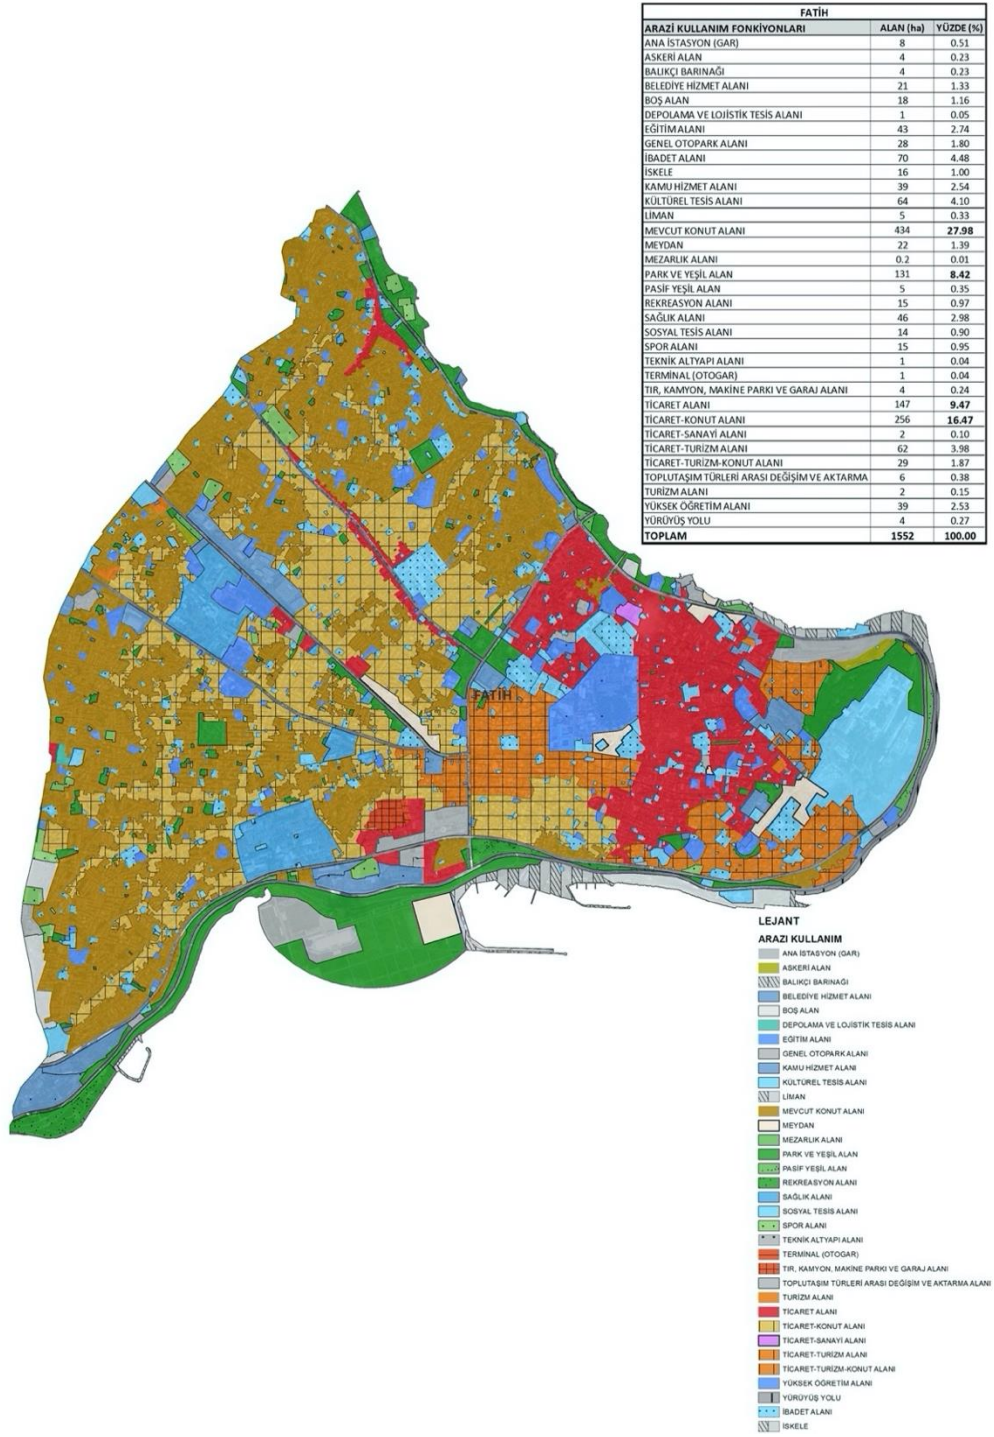 FATİH
ARAZİ KULLANIM FONKİYONLARI ALAN (ha) YÜZDE (%)
ANA İSTASYON (GAR) 8 0.51
ASKERİ ALAN 4 0.23
BALIKÇI BARINAĞI 4 0.23
BELEDİYE HİZMET ALANI 21 1.33
BOŞ ALAN 18 1.16
DEPOLAMA VE LOJİSTİK TESİS ALANI 1 0.05
EĞİTİM ALANI 43 2.74
GENEL OTOPARK ALANI 28 1.80
İBADET ALANI 70 4.48
İSKELE 16 1.00
KAMU HİZMET ALANI 39 2.54
KÜLTÜREL TESİS ALANI 64 4.10
LİMAN 5 0.33
MEVCUT KONUT ALANI 434 27.98
MEYDAN 22 1.39
MEZARLIK ALANI 0.2 0.01
PARK VE YEŞİL ALAN 131 8.42
PASİF YEŞİL ALAN 5 0.35
REKREASYON ALANI 15 0.97
SAĞLIK ALANI 46 2.98
SOSYAL TESİS ALANI 14 0.90
SPOR ALANI 15 0.95
TEKNİK ALTYAPI ALANI 1 0.04
TERMİNAL (OTOGAR) 1 0.04
TIR, KAMYON, MAKİNE PARKI VE GARAJ ALANI 4 0.24
TİCARET ALANI 147 9.47
TİCARET-KONUT ALANI 256 16.47
TİCARET-SANAYİ ALANI 2 0.10
TİCARET-TURİZM ALANI 62 3.98
TİCARET-TURİZM-KONUT ALANI 29 1.87
TOPLUTAŞIM TÜRLERİ ARASI DEĞİŞİM VE AKTARMA 6 0.38
TURİZM ALANI 2 0.15
YÜKSEK ÖĞRETİM ALANI 39 2.53
YÜRÜYÜŞ YOLU 4 0.27
TOPLAM 1552 100.00
FATİH
LEJANT
ARAZI KULLANIM
ANA İSTASYON (GAR)
ASKERİ ALAN
BALIKÇI BARINAĞI
BELEDİYE HİZMET ALANI
BOŞ ALAN
DEPOLAMA VE LOJİSTİK TESİS ALANI
EĞİTİM ALANI
GENEL OTOPARK ALANI
KAMU HİZMET ALANI
KÜLTÜREL TESİS ALANI
LİMAN
MEVCUT KONUT ALANI
MEYDAN
MEZARLIK ALANI
PARK VE YEŞİL ALAN
PASİF YEŞİL ALAN
REKREASYON ALANI
SAĞLIK ALANI
SOSYAL TESİS ALANI
SPOR ALANI
TEKNİK ALTYAPI ALANI
TERMİNAL (OTOGAR)
TIR, KAMYON, MAKİNE PARKI VE GARAJ ALANI
TOPLUTAŞIM TÜRLERİ ARASI DEĞİŞİM VE AKTARMA ALANI
TURİZM ALANI
TİCARET ALANI
TİCARET-KONUT ALANI
TİCARET-SANAYİ ALANI
TİCARET-TURİZM ALANI
TİCARET-TURİZM-KONUT ALANI
YÜKSEK ÖĞRETİM ALANI
YÜRÜYÜŞ YOLU
İBADET ALANI
İSKELE